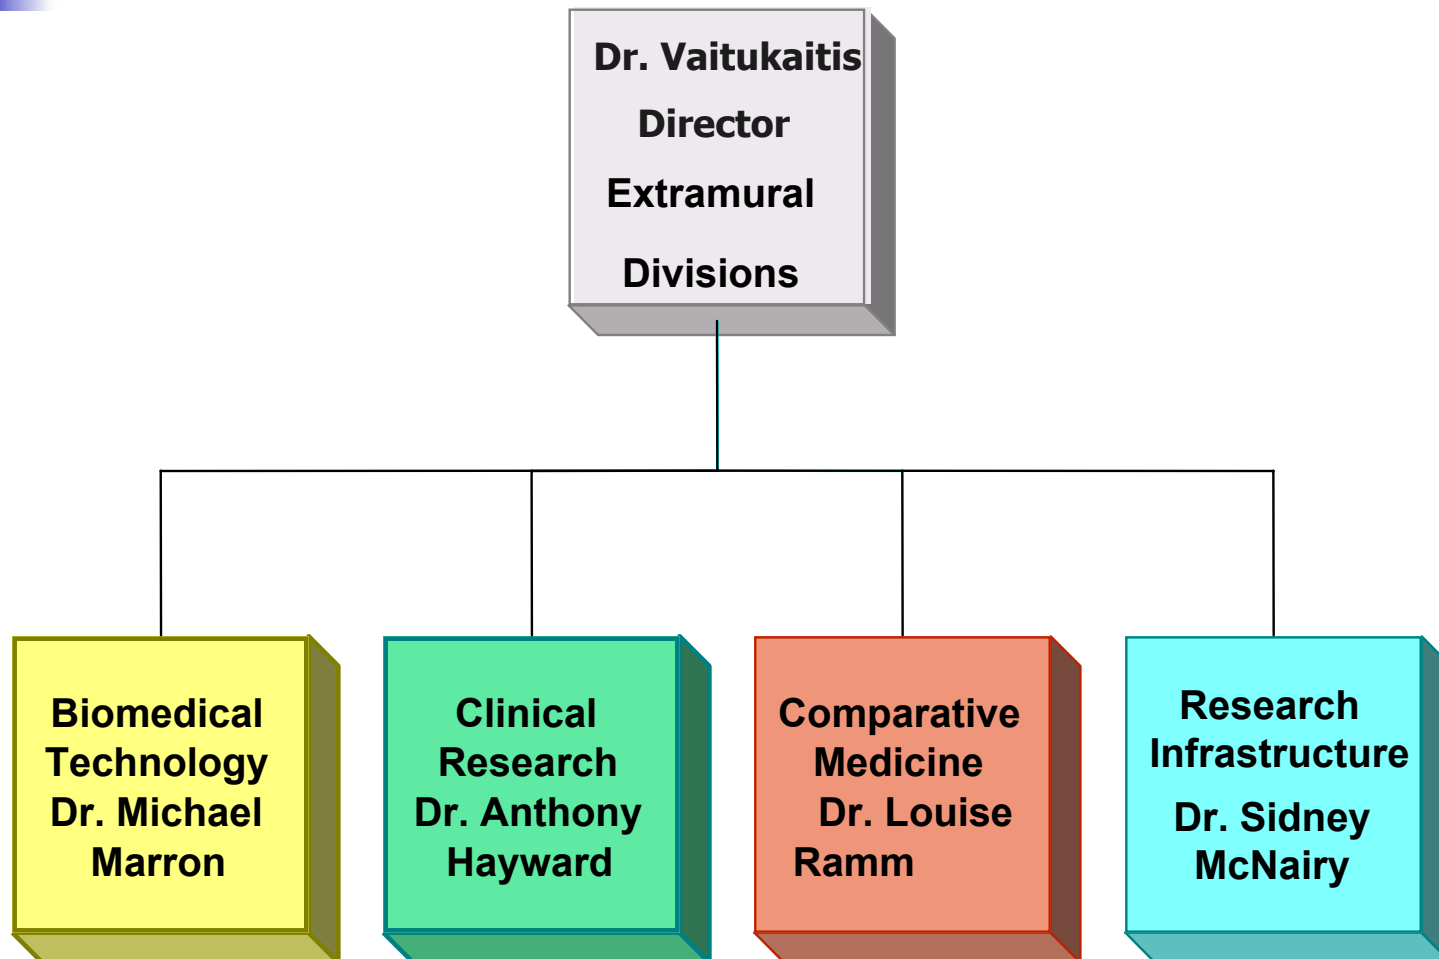 Dr. Vaitukaitis
Director
Extramural
Divisions
Biomedical
Technology
Dr. Michael
Marron
Clinical
Research
Dr. Anthony
Hayward
Comparative
Medicine
Dr. Louise
Ramm
Research
Infrastructure
Dr. Sidney
McNairy